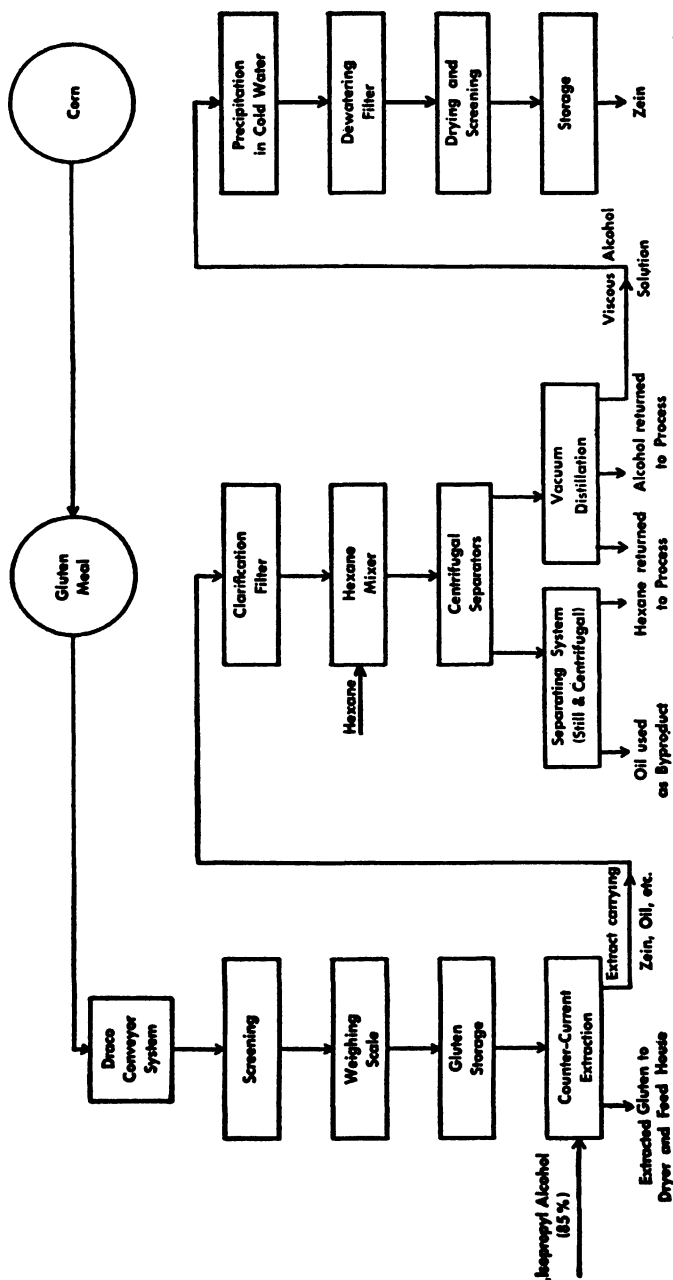 Corn
Gluten
Meal
Draco
Conveyor
System
Screening
Weighing
Scale
Gluten
Storage
Isopropyl Alcohol
(85%)
Counter-Current
Extraction
Extracted Gluten to
Dryer and Feed House
Extract carrying
Zein, Oil, etc.
Clarification
Filter
Hexane
Hexane
Mixer
Centrifugal
Separators
Separating System
(Still & Centrifugal)
Vacuum
Distillation
Oil used
as Byproduct
Hexane returned
to Process
Alcohol returned
to Process
Viscous Alcohol
Solution
Precipitation
in Cold Water
Dewatering
Filter
Drying and
Screening
Storage
Zein